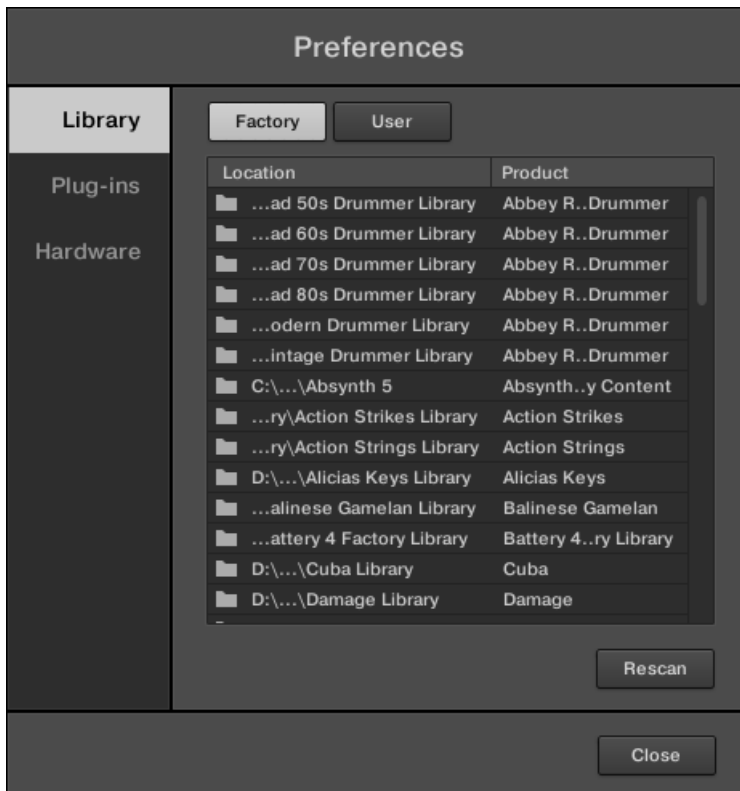 Preferences
Library
Plug-ins
Hardware
Factory User
Location Product
...ad 50s Drummer Library Abbey R..Drummer
...ad 60s Drummer Library Abbey R..Drummer
...ad 70s Drummer Library Abbey R..Drummer
...ad 80s Drummer Library Abbey R..Drummer
...odern Drummer Library Abbey R..Drummer
...intage Drummer Library Abbey R..Drummer
C:\...\Absynth 5 Absynth..y Content
...ry\Action Strikes Library Action Strikes
...ry\Action Strings Library Action Strings
D:\...\Alicias Keys Library Alicias Keys
...alinese Gamelan Library Balinese Gamelan
...attery 4 Factory Library Battery 4..ry Library
D:\...\Cuba Library Cuba
D:\...\Damage Library Damage
Rescan
Close